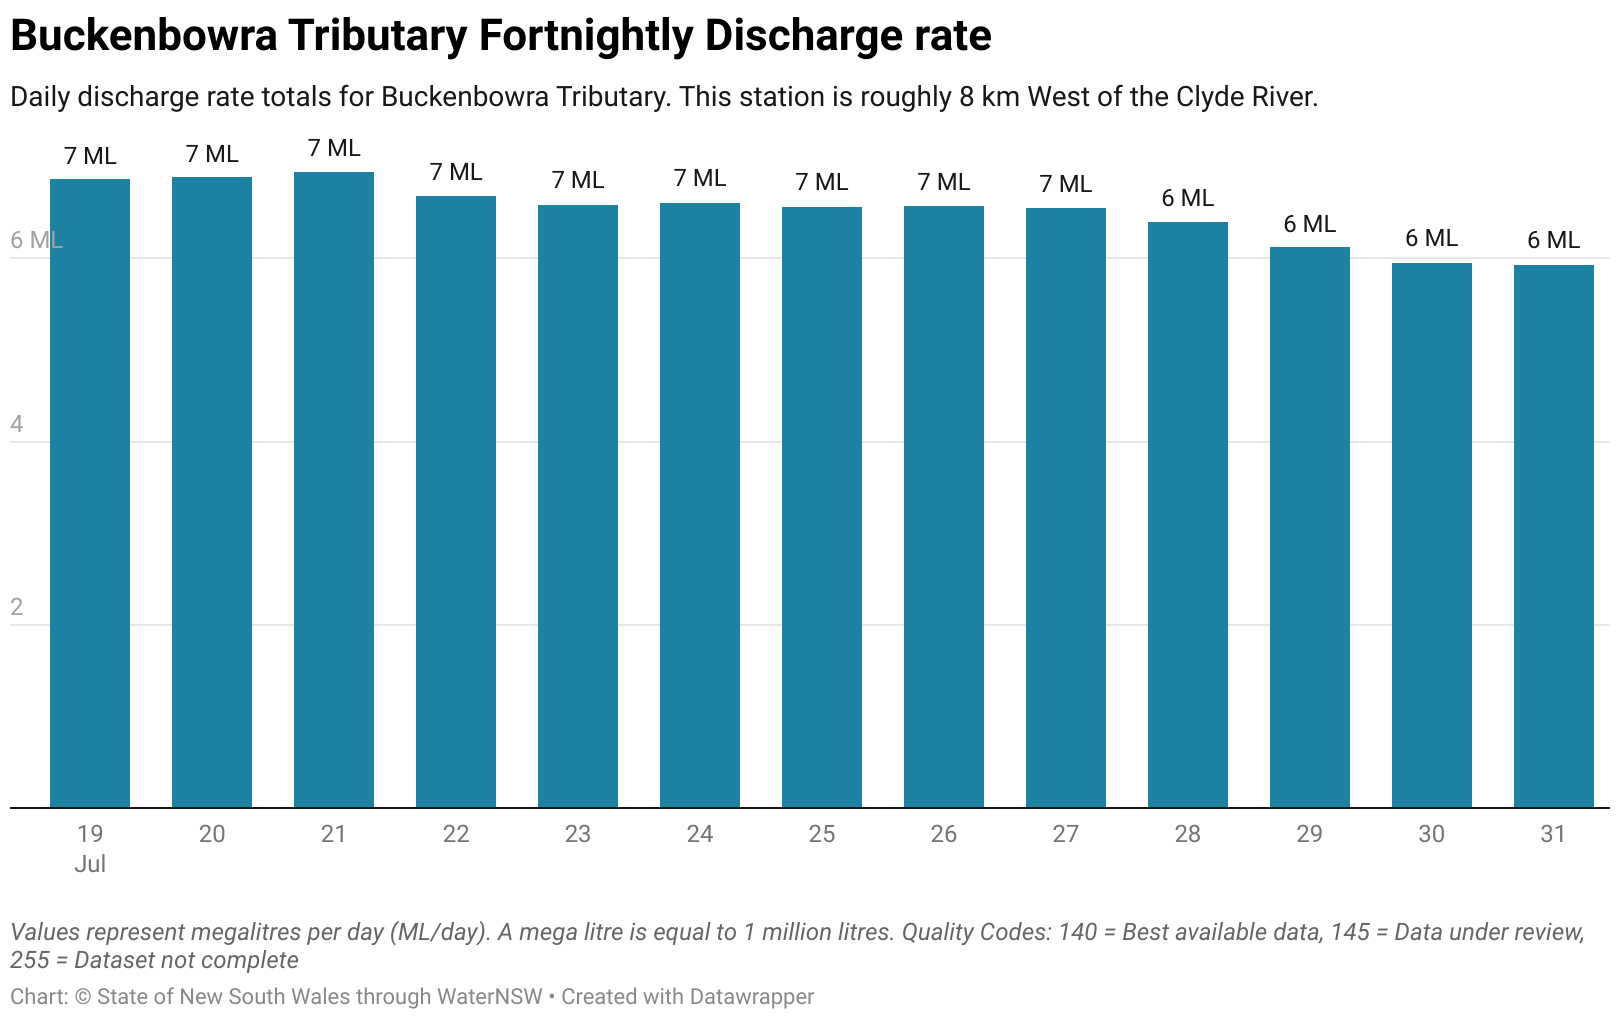 Buckenbowra Tributary Fortnightly Discharge rate
Daily discharge rate totals for Buckenbowra Tributary. This station is roughly 8 km West of the Clyde River.
7 ML 7 ML 7 ML 7 ML 7 ML 7 ML 7 ML 7 ML 7 ML 6 ML 6 ML 6 ML 6 ML
6 ML
4
2
19 20 21 22 23 24 25 26 27 28 29 30 31
Jul
Values represent megalitres per day (ML/day). A mega litre is equal to 1 million litres. Quality Codes: 140 = Best available data, 145 = Data under review,
255 = Dataset not complete
Chart: © State of New South Wales through WaterNSW • Created with Datawrapper